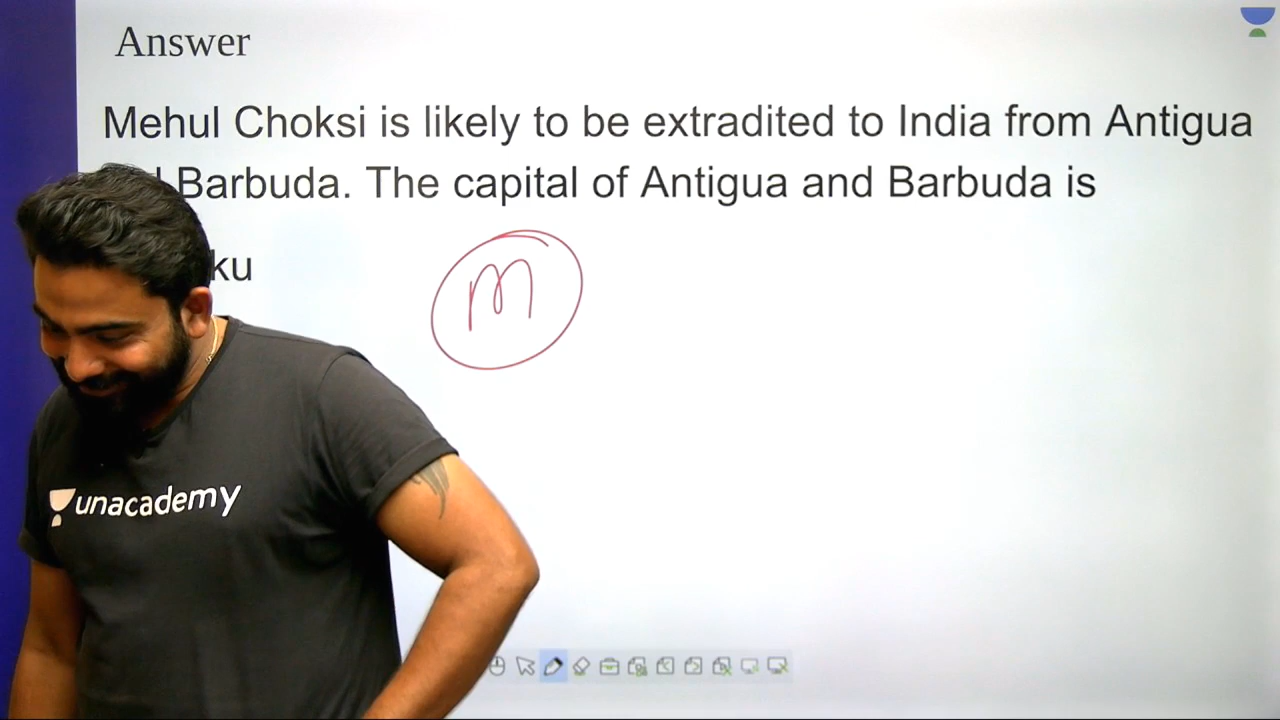 Answer
Mehul Choksi is likely to be extradited to India from Antigua
Barbuda. The capital of Antigua and Barbuda is
m
unacademy